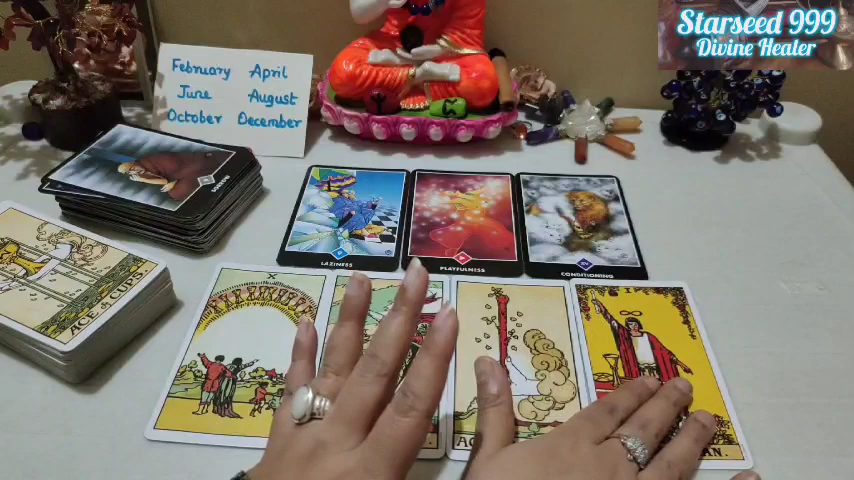 Starseed 999
Divine Healer
February April
June August
October December
LAZINESS
PLAYFULNESS
CONDITIONING
ACE of CUPS.
X